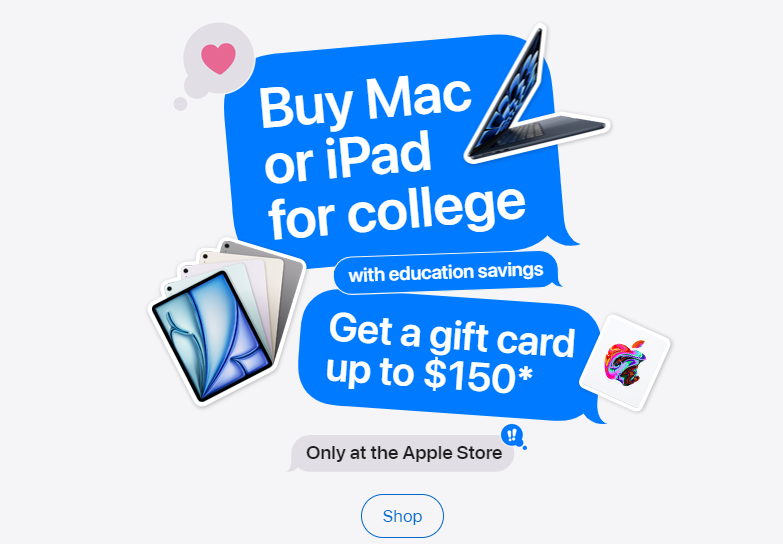 Buy Mac
or iPad
for college
with education savings
Get a gift card
up to $150*
Only at the Apple Store
!!
Shop